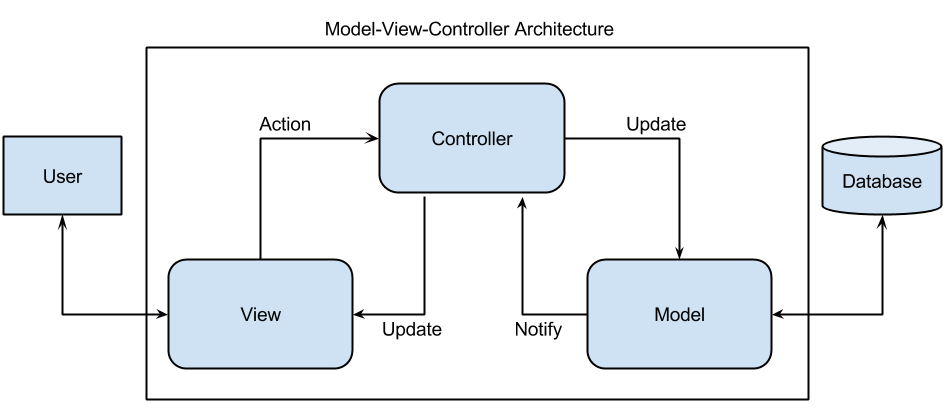 Model-View-Controller Architecture
Action
Controller
Update
User
Database
View
Update
Notify
Model